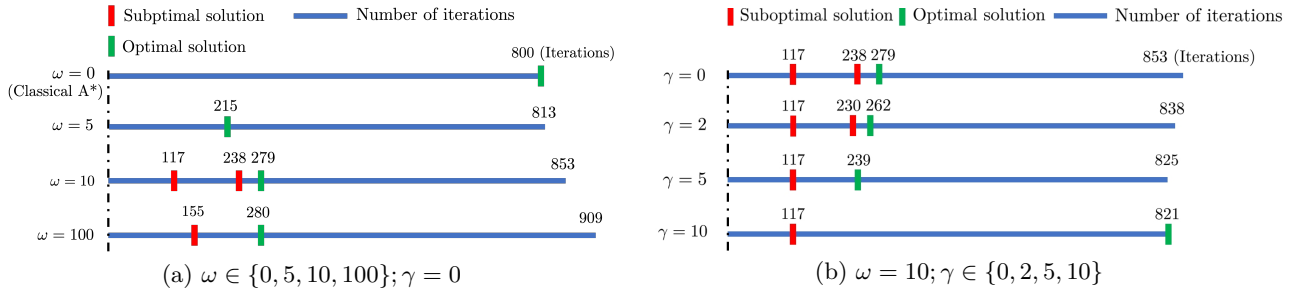 Subptimal solution
Number of iterations
Optimal solution
800 (Iterations)
ω = 0
(Classical A*)
215
813
ω = 5
117
238
279
853
ω = 10
155
280
909
ω = 100
(a) ω ∈ {0, 5, 10, 100}; γ = 0
Suboptimal solution
Optimal solution
Number of iterations
117
238
279
853 (Iterations)
γ = 0
117
230
262
838
γ = 2
117
239
825
γ = 5
117
821
γ = 10
(b) ω = 10; γ ∈ {0, 2, 5, 10}